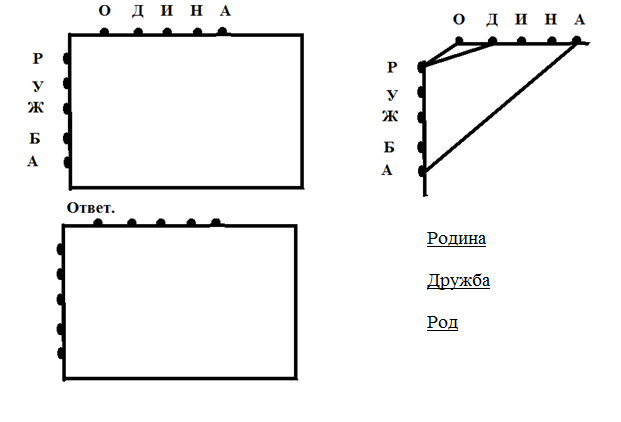 О Д И Н А
Р
У
Ж
Б
А
О Д И Н А
Р
У
Ж
Б
А
Ответ.
Родина
Дружба
Род